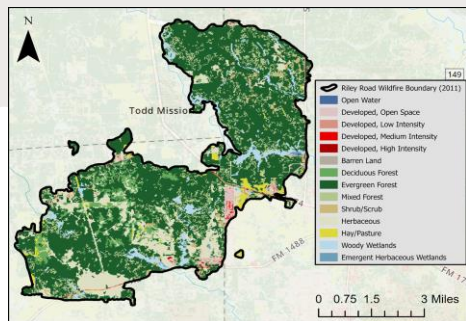 N
149
Todd Mission
Riley Road Wildfire Boundary (2011)
Open Water
Developed, Open Space
Developed, Low Intensity
Developed, Medium Intensity
Developed, High Intensity
Barren Land
Deciduous Forest
Evergreen Forest
Mixed Forest
Shrub/Scrub
Herbaceous
Hay/Pasture
Woody Wetlands
Emergent Herbaceous Wetlands
FM 1488
0 0.75 1.5 3 Miles